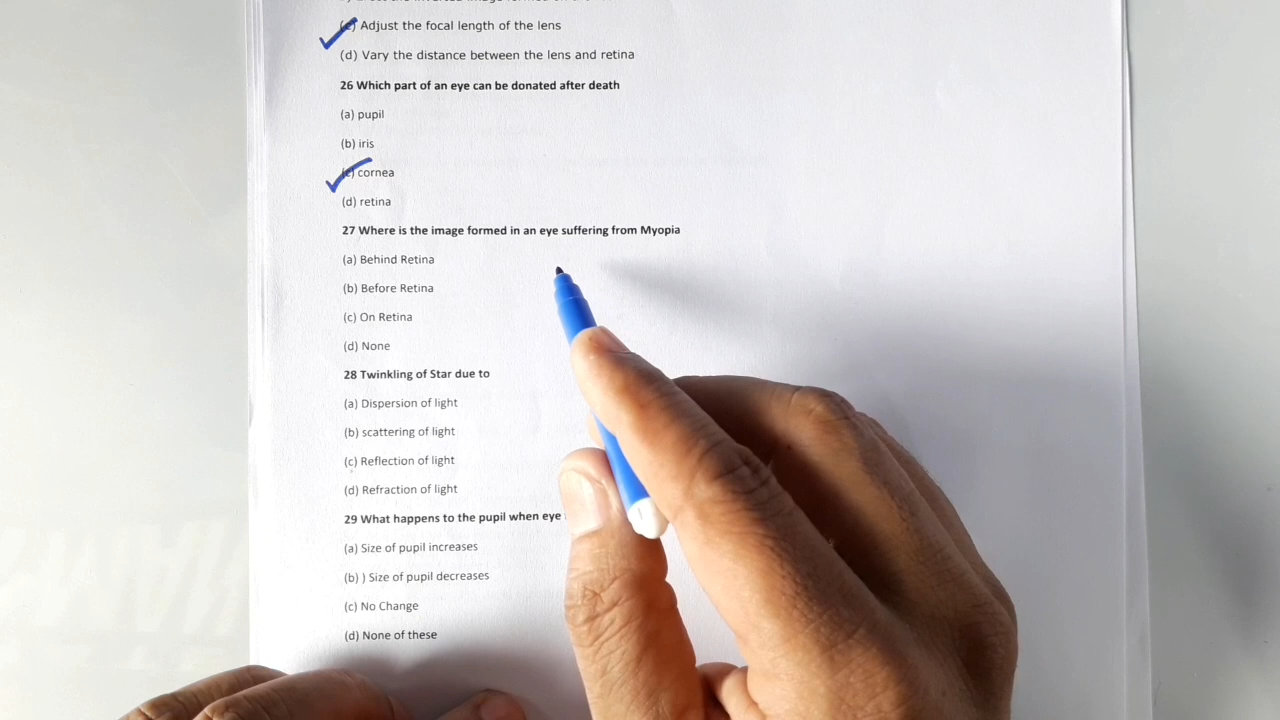 (c) Adjust the focal length of the lens
(d) Vary the distance between the lens and retina
26 Which part of an eye can be donated after death
(a) pupil
(b) iris
(c) cornea
(d) retina
27 Where is the image formed in an eye suffering from Myopia
(a) Behind Retina
(b) Before Retina
(c) On Retina
(d) None
28 Twinkling of Star due to
(a) Dispersion of light
(b) scattering of light
(c) Reflection of light
(d) Refraction of light
29 What happens to the pupil when eye
(a) Size of pupil increases
(b) ) Size of pupil decreases
(c) No Change
(d) None of these